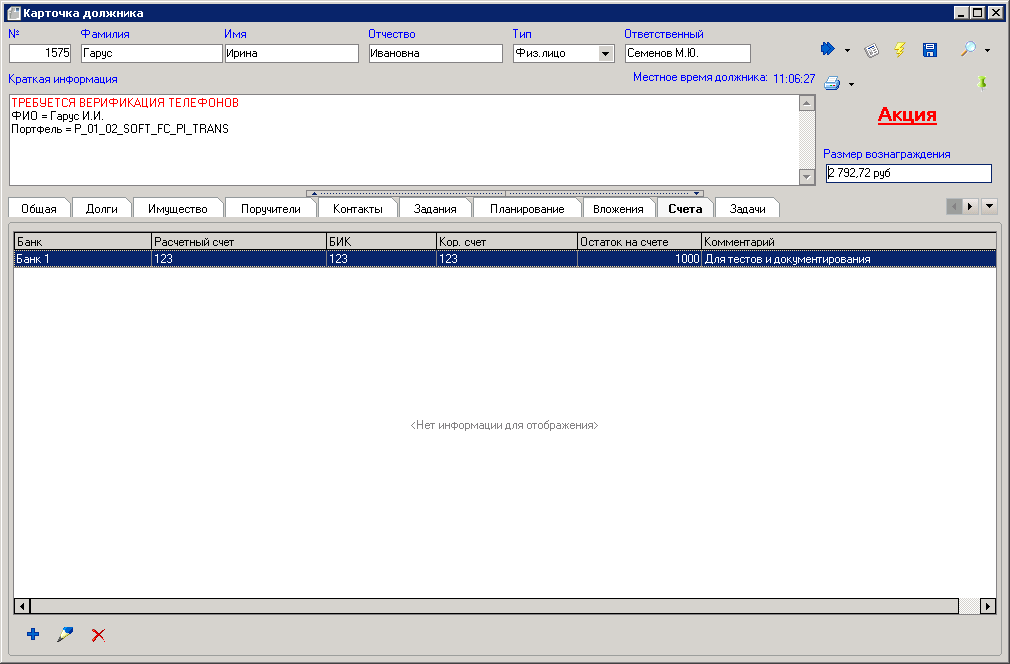 Карточка должника
№ Фамилия Имя Отчество Тип Ответственный
1575 Гарус Ирина Ивановна Физ.лицо Семенов М.Ю.
Краткая информация Местное время должника: 11:06:27
ТРЕБУЕТСЯ ВЕРИФИКАЦИЯ ТЕЛЕФОНОВ
ФИО = Гарус И.И.
Портфель = P_01_02_SOFT_FC_PI_TRANS
Акция
Размер вознаграждения
2 792,72 руб
Общая Долги Имущество Поручители Контакты Задания Планирование Вложения Счета Задачи
Банк Расчетный счет БИК Кор. счет Остаток на счете Комментарий
Банк 1 123 123 123 1000 Для тестов и документирования
<Нет информации для отображения>